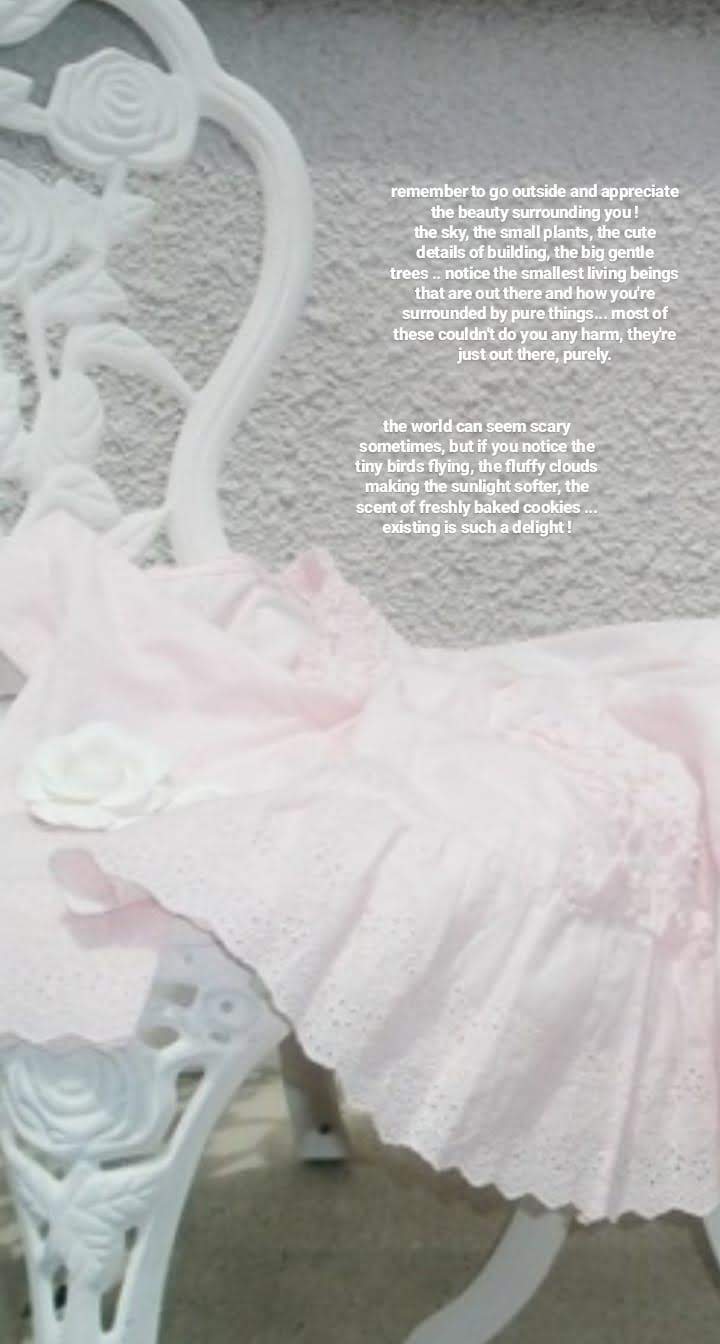 remember to go outside and appreciate
the beauty surrounding you !
the sky, the small plants, the cute
details of building, the big gentle
trees .. notice the smallest living beings
that are out there and how you're
surrounded by pure things... most of
these couldn't do you any harm, they're
just out there, purely.
the world can seem scary
sometimes, but if you notice the
tiny birds flying, the fluffy clouds
making the sunlight softer, the
scent of freshly baked cookies ...
existing is such a delight !